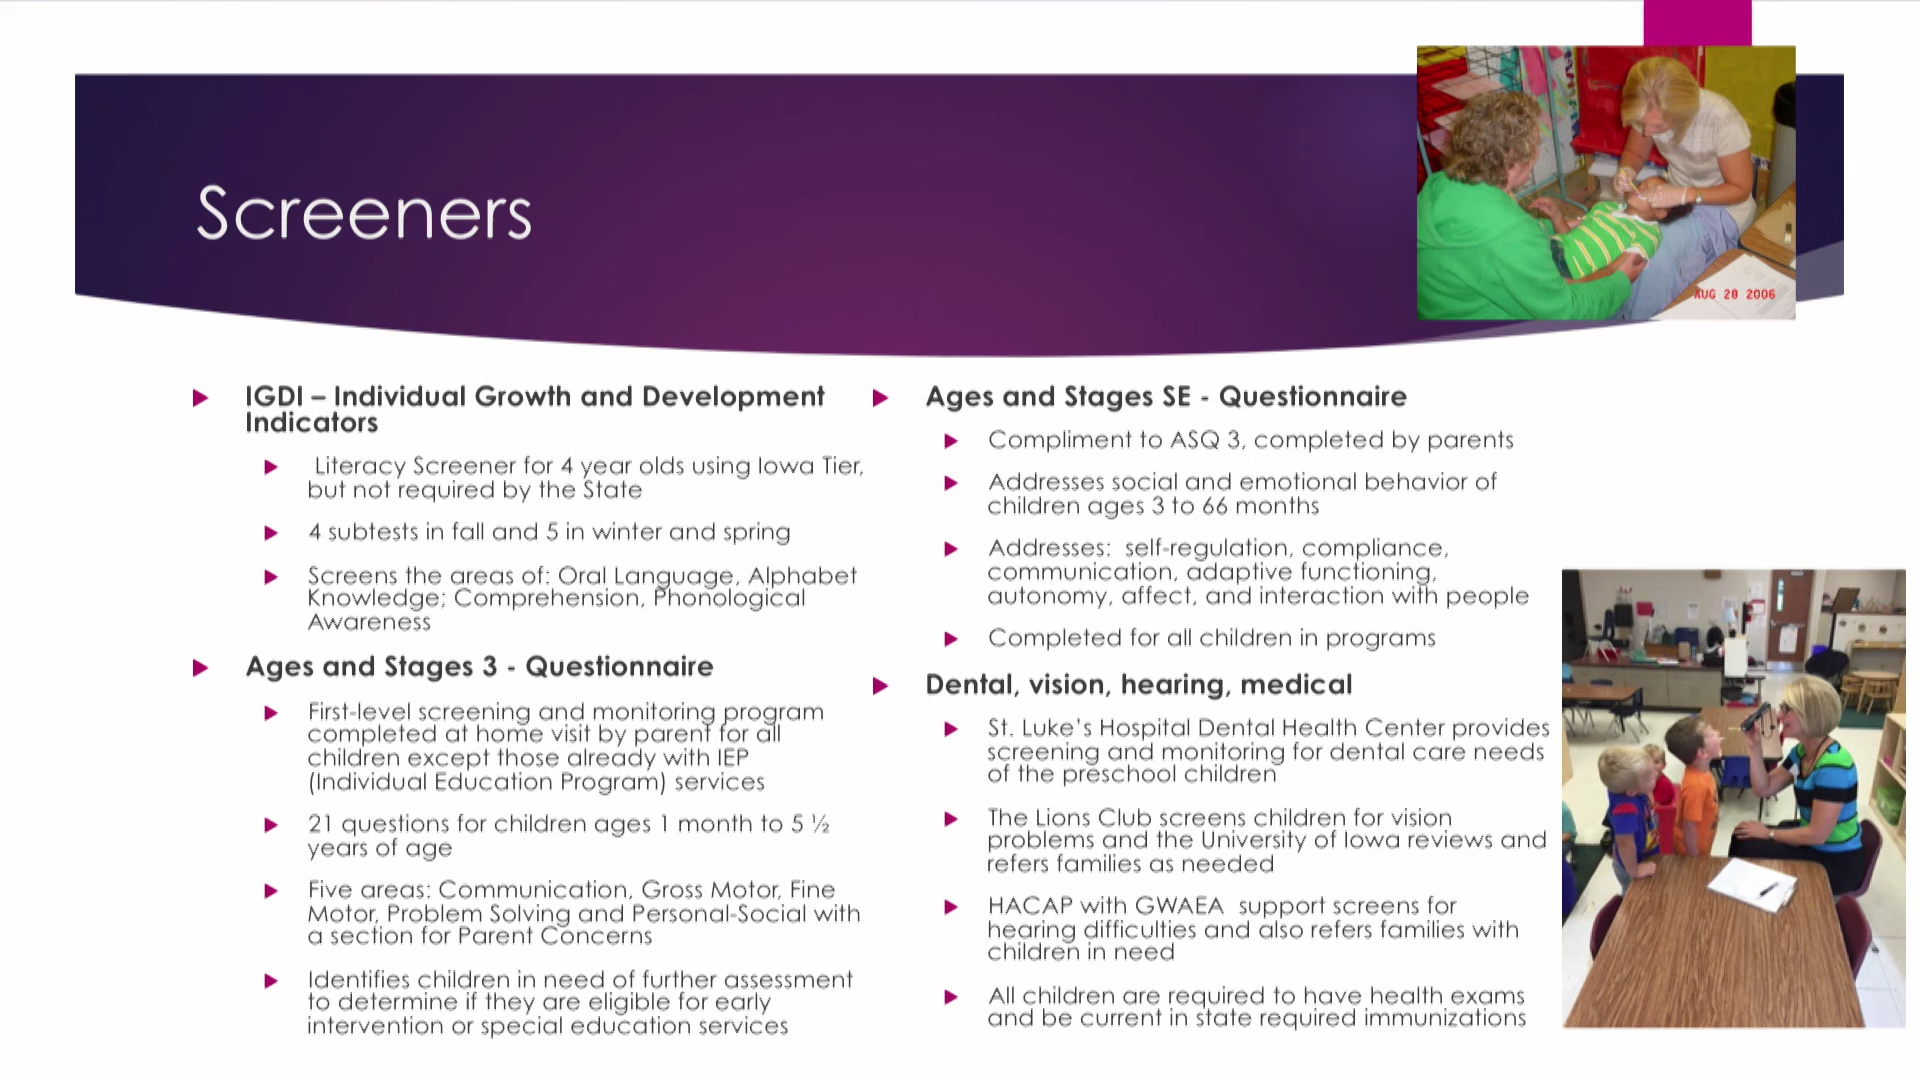 Screeners
AUG 28 2006
IGDI – Individual Growth and Development
Indicators
Literacy Screener for 4 year olds using Iowa Tier,
but not required by the State
4 subtests in fall and 5 in winter and spring
Screens the areas of: Oral Language, Alphabet
Knowledge; Comprehension, Phonological
Awareness
Ages and Stages 3 - Questionnaire
First-level screening and monitoring program
completed at home visit by parent for all
children except those already with IEP
(Individual Education Program) services
21 questions for children ages 1 month to 5 ½
years of age
Five areas: Communication, Gross Motor, Fine
Motor, Problem Solving and Personal-Social with
a section for Parent Concerns
Identifies children in need of further assessment
to determine if they are eligible for early
intervention or special education services
Ages and Stages SE - Questionnaire
Compliment to ASQ 3, completed by parents
Addresses social and emotional behavior of
children ages 3 to 66 months
Addresses: self-regulation, compliance,
communication, adaptive functioning,
autonomy, affect, and interaction with people
Completed for all children in programs
Dental, vision, hearing, medical
St. Luke's Hospital Dental Health Center provides
screening and monitoring for dental care needs
of the preschool children
The Lions Club screens children for vision
problems and the University of Iowa reviews and
refers families as needed
HACAP with GWAEA support screens for
hearing difficulties and also refers families with
children in need
All children are required to have health exams
and be current in state required immunizations